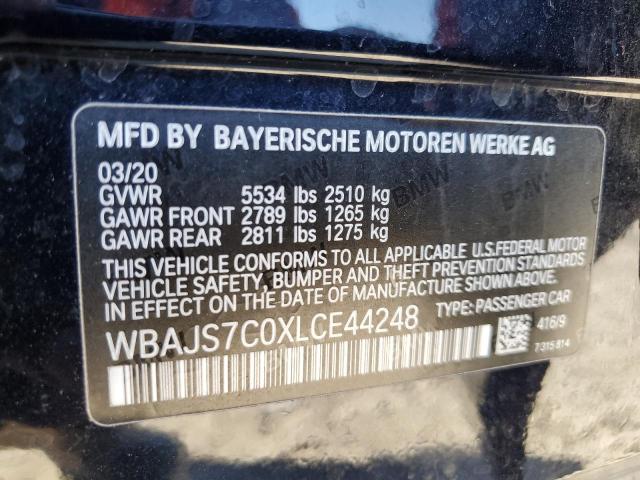 MFD BY BAYERISCHE MOTOREN WERKE AG
03/20
GVWR 5534 lbs 2510 kg
GAWR FRONT 2789 lbs 1265 kg
GAWR REAR 2811 lbs 1275 kg
THIS VEHICLE CONFORMS TO ALL APPLICABLE U.S.FEDERAL MOTOR
VEHICLE SAFETY, BUMPER AND THEFT PREVENTION STANDARDS
IN EFFECT ON THE DATE OF MANUFACTURE SHOWN ABOVE.
WBAJS7C0XLCE44248 TYPE: PASSENGER CAR
416/9
7315814
BMW
BMW